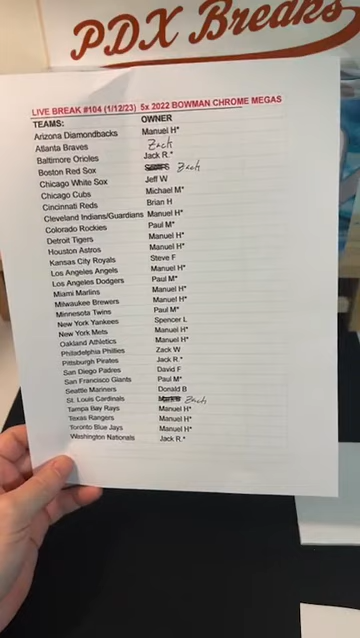 PDX Breaks
LIVE BREAK #104 (1/12/23) 5x 2022 BOWMAN CHROME MEGAS
TEAMS: OWNER
Arizona Diamondbacks Manuel H*
Atlanta Braves Zach
Baltimore Orioles Jack R.*
Boston Red Sox Zach
Chicago White Sox Jeff W
Chicago Cubs Michael M*
Cincinnati Reds Brian H
Cleveland Indians/Guardians Manuel H*
Colorado Rockies Paul M*
Detroit Tigers Manuel H*
Houston Astros Manuel H*
Kansas City Royals Steve F
Los Angeles Angels Manuel H*
Los Angeles Dodgers Paul M*
Miami Marlins Manuel H*
Milwaukee Brewers Manuel H*
Minnesota Twins Paul M*
New York Yankees Spencer L
New York Mets Manuel H*
Oakland Athletics Manuel H*
Philadelphia Phillies Zack W
Pittsburgh Pirates Jack R.*
San Diego Padres David F
San Francisco Giants Paul M*
Seattle Mariners Donald B
St. Louis Cardinals Zach
Tampa Bay Rays Manuel H*
Texas Rangers Manuel H*
Toronto Blue Jays Manuel H*
Washington Nationals Jack R.*